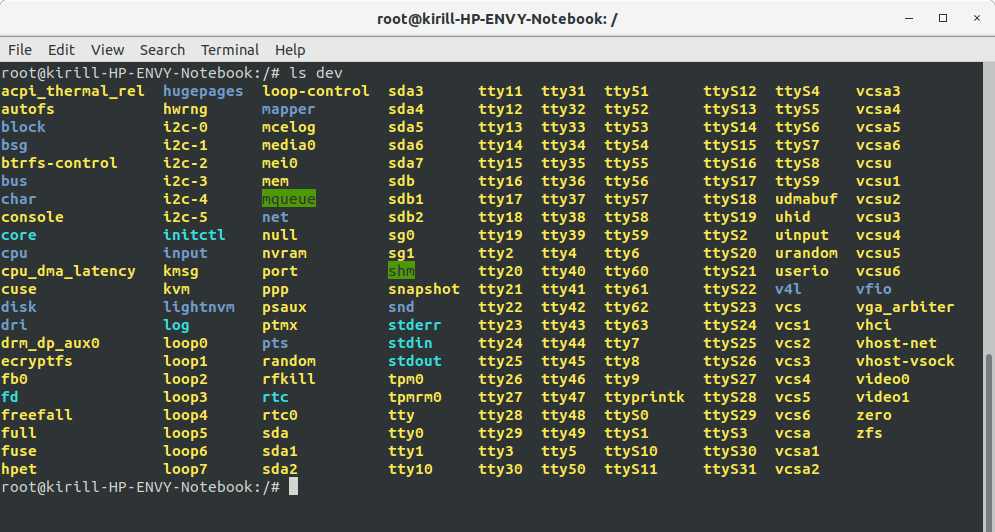 root@kirill-HP-ENVY-Notebook: /
File Edit View Search Terminal Help
root@kirill-HP-ENVY-Notebook:/# ls dev
acpi_thermal_rel hugepages loop-control sda3 tty11 tty31 tty51 ttyS12 ttyS4 vcsa3
autofs hwrng mapper sda4 tty12 tty32 tty52 ttyS13 ttyS5 vcsa4
block i2c-0 mcelog sda5 tty13 tty33 tty53 ttyS14 ttyS6 vcsa5
bsg i2c-1 media0 sda6 tty14 tty34 tty54 ttyS15 ttyS7 vcsa6
btrfs-control i2c-2 mei0 sda7 tty15 tty35 tty55 ttyS16 ttyS8 vcsu
bus i2c-3 mem sdb tty16 tty36 tty56 ttyS17 ttyS9 vcsu1
char i2c-4 mqueue sdb1 tty17 tty37 tty57 ttyS18 udmabuf vcsu2
console i2c-5 net sdb2 tty18 tty38 tty58 ttyS19 uhid vcsu3
core initctl null sg0 tty19 tty39 tty59 ttyS2 uinput vcsu4
cpu input nvram sg1 tty2 tty4 tty6 ttyS20 urandom vcsu5
cpu_dma_latency kmsg port shm tty20 tty40 tty60 ttyS21 userio vcsu6
cuse kvm ppp snapshot tty21 tty41 tty61 ttyS22 v4l vfio
disk lightnvm psaux snd tty22 tty42 tty62 ttyS23 vcs vga_arbiter
dri log ptmx stderr tty23 tty43 tty63 ttyS24 vcs1 vhci
drm_dp_aux0 loop0 pts stdin tty24 tty44 tty7 ttyS25 vcs2 vhost-net
ecryptfs loop1 random stdout tty25 tty45 tty8 ttyS26 vcs3 vhost-vsock
fb0 loop2 rfkill tpm0 tty26 tty46 tty9 ttyS27 vcs4 video0
fd loop3 rtc tpmrm0 tty27 tty47 ttyprintk ttyS28 vcs5 video1
freefall loop4 rtc0 tty tty28 tty48 ttyS0 ttyS29 vcs6 zero
full loop5 sda tty0 tty29 tty49 ttyS1 ttyS3 vcsa zfs
fuse loop6 sda1 tty1 tty3 tty5 ttyS10 ttyS30 vcsa1
hpet loop7 sda2 tty10 tty30 tty50 ttyS11 ttyS31 vcsa2
root@kirill-HP-ENVY-Notebook:/#